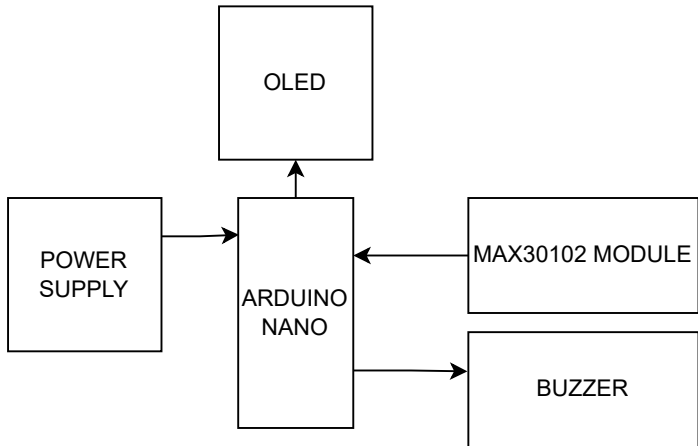 OLED
POWER
SUPPLY
ARDUINO
NANO
MAX30102 MODULE
BUZZER